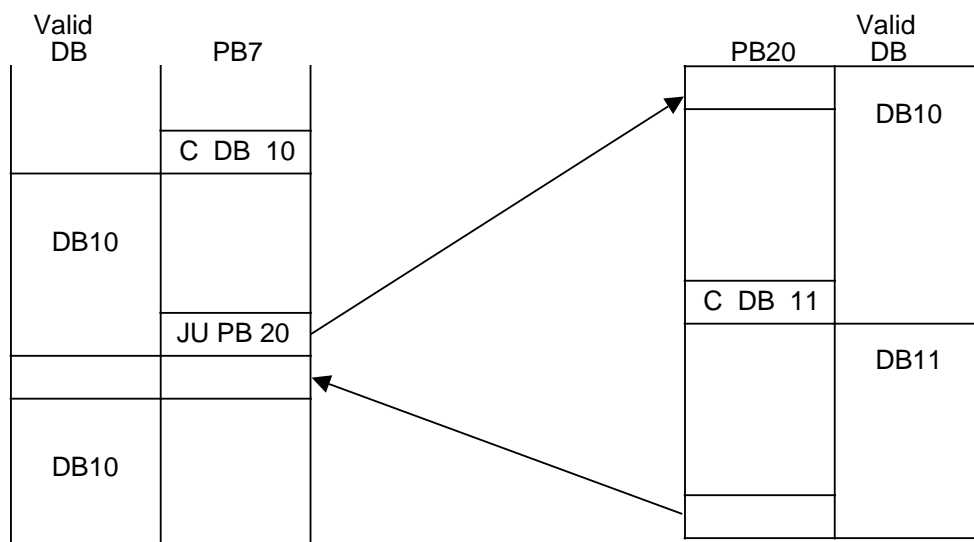 Valid
DB
PB7
C DB 10
DB10
JU PB 20
DB10
PB20
Valid
DB
DB10
C DB 11
DB11